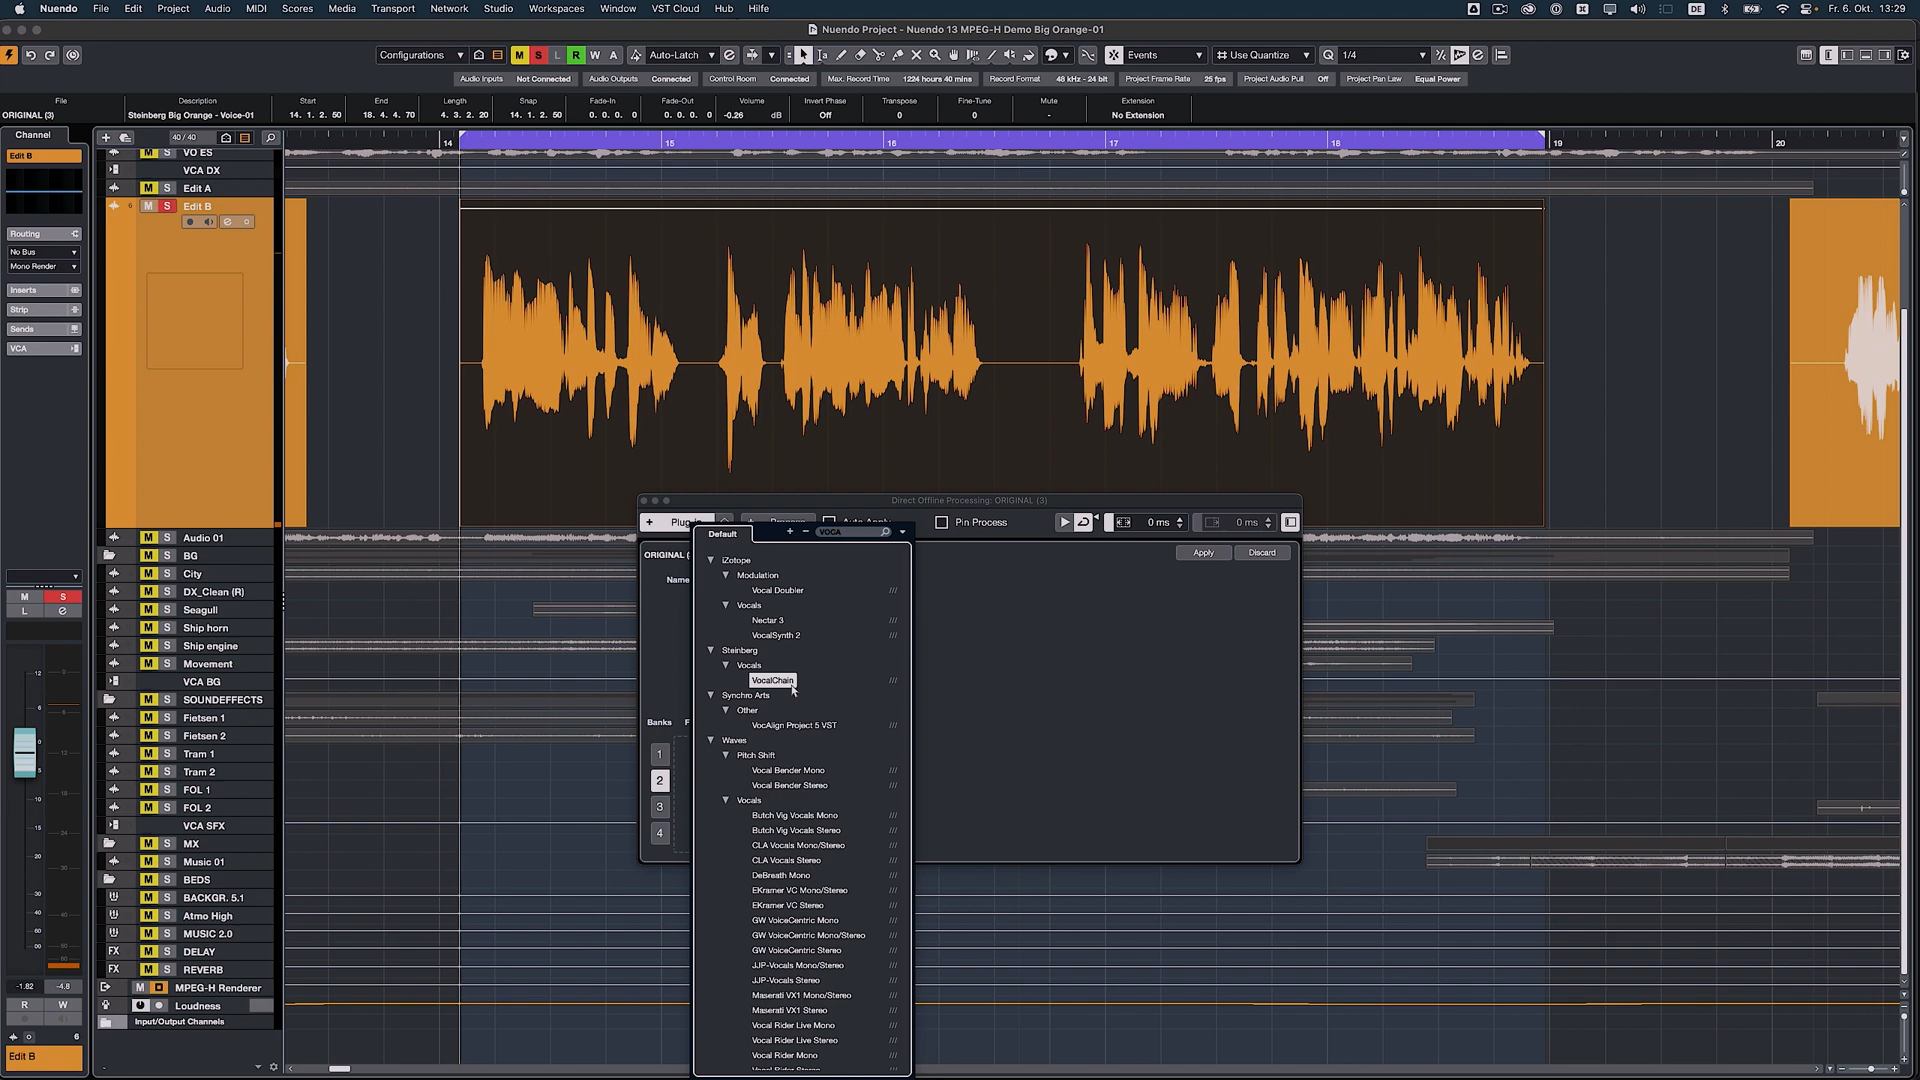 Nuendo File Edit Project Audio MIDI Scores Media Transport Network Studio Workspaces Window VST Cloud Hub Hilfe DE Fr. 6. Okt. 13:29
Nuendo Project - Nuendo 13 MPEG-H Demo Big Orange-01
Configurations M S L R W A Auto-Latch Events Use Quantize Q 1/4
Audio Inputs Not Connected Audio Outputs Connected Control Room Connected Max. Record Time 1224 hours 40 mins Record Format 48 kHz - 24 bit Project Frame Rate 25 fps Project Audio Pull Off Project Pan Law Equal Power
File Description Start End Length Snap Fade-In Fade-Out Volume Invert Phase Transpose Fine-Tune Mute Extension
ORIGINAL (3) Steinberg Big Orange - Voice-01 14. 1. 2. 50 18. 4. 4. 70 4. 3. 2. 20 14. 1. 2. 50 0. 0. 0. 0 0. 0. 0. 0 -0.26 dB Off 0 0 - No Extension
Channel
40/40
14 15 16 17 18 19 20
Edit B
Routing
No Bus
Mono Render
Inserts
Strip
Sends
VCA
M S VO ES
VCA DX
M S Edit A
6 M S Edit B
M S Audio 01
BG
M S City
M S DX_Clean (R)
M S Seagull
M S Ship horn
M S Ship engine
M S Movement
VCA BG
M S SOUNDEFFECTS
M S Fietsen 1
M S Fietsen 2
M S Tram 1
M S Tram 2
M S FOL 1
M S FOL 2
VCA SFX
M S MX
M S Music 01
M S BEDS
M S BACKGR. 5.1
M S Atmo High
M S MUSIC 2.0
FX M S DELAY
FX M S REVERB
M MPEG-H Renderer
Loudness
Input/Output Channels
M S
L
-1.82 -4.8
R W
6
Edit B
Direct Offline Processing: ORIGINAL (3)
Pin Process 0 ms 0 ms
ORIGINAL
Apply Discard
Name
Banks
1
2
3
4
Default VOCA
iZotope
Modulation
Vocal Doubler
Vocals
Nectar 3
VocalSynth 2
Steinberg
Vocals
VocalChain
Synchro Arts
Other
VocAlign Project 5 VST
Waves
Pitch Shift
Vocal Bender Mono
Vocal Bender Stereo
Vocals
Butch Vig Vocals Mono
Butch Vig Vocals Stereo
CLA Vocals Mono/Stereo
CLA Vocals Stereo
DeBreath Mono
EKramer VC Mono/Stereo
EKramer VC Stereo
GW VoiceCentric Mono
GW VoiceCentric Mono/Stereo
GW VoiceCentric Stereo
JJP-Vocals Mono/Stereo
JJP-Vocals Stereo
Maserati VX1 Mono/Stereo
Maserati VX1 Stereo
Vocal Rider Live Mono
Vocal Rider Live Stereo
Vocal Rider Mono